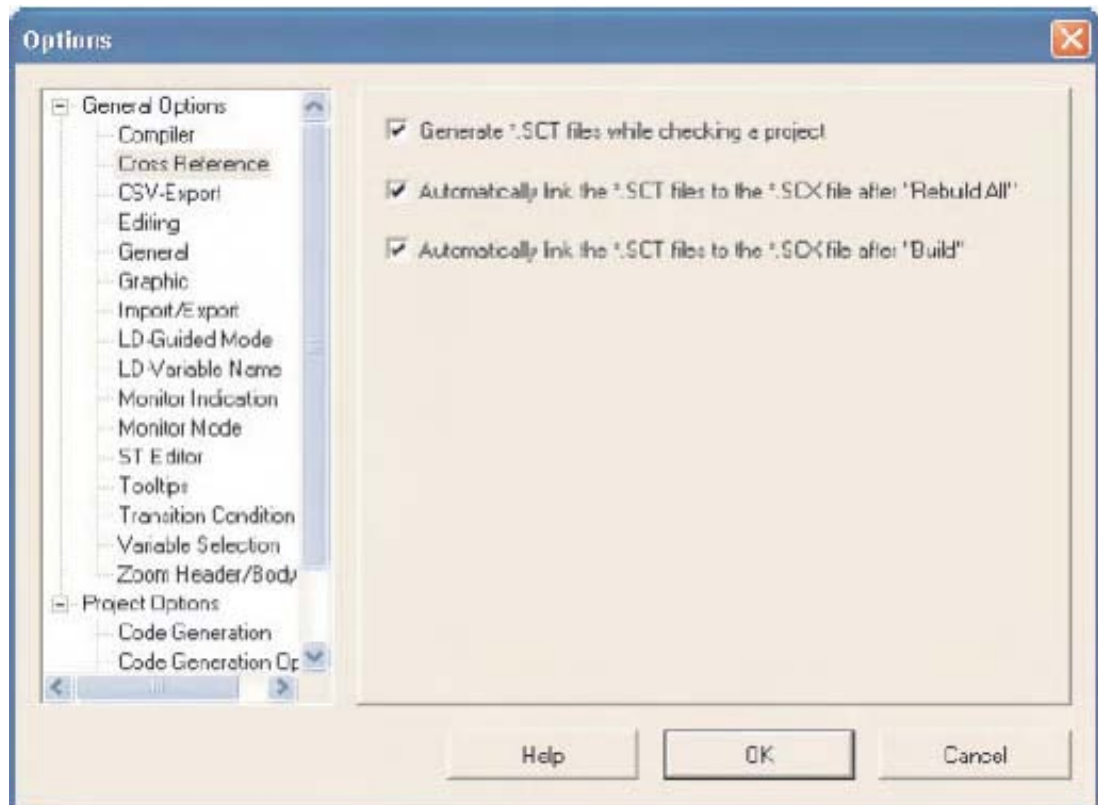 Options
General Options
Compiler
Cross Reference
CSV-Export
Editing
General
Graphic
Import/Export
LD-Guided Mode
LD-Variable Name
Monitor Indication
Monitor Mode
ST Editor
Tooltips
Transition Condition
Variable Selection
Zoom Header/Body
Project Options
Code Generation
Code Generation Op
Generate *.SCT files while checking a project
Automatically link the *.SCT files to the *.SCX file after "Rebuild All"
Automatically link the *.SCT files to the *.SCX file after "Build"
Help
OK
Cancel